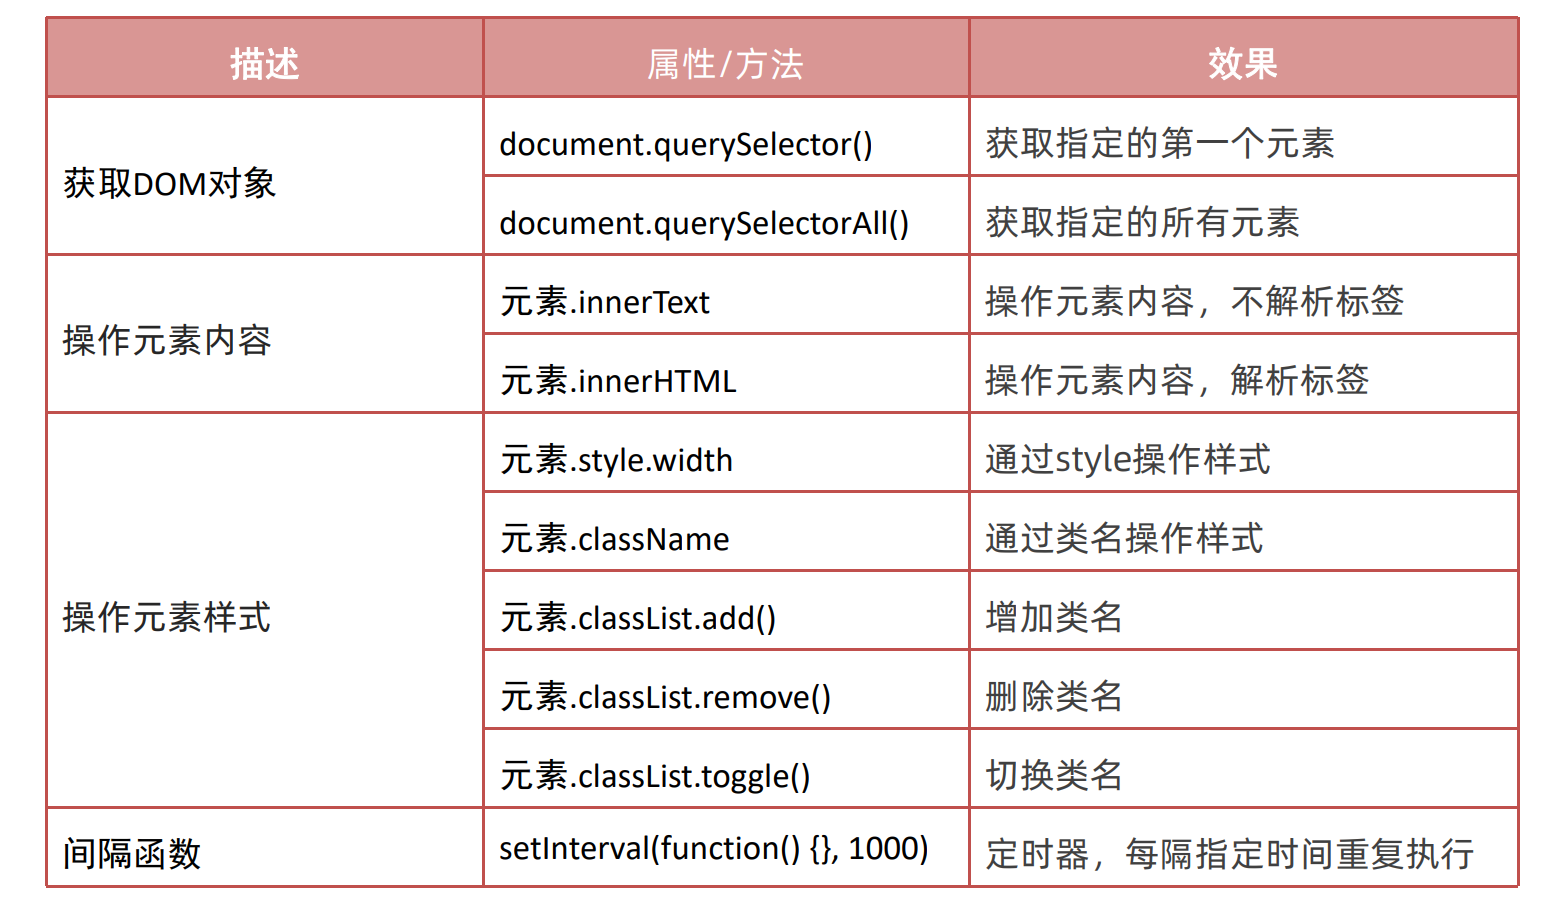 描述 属性/方法 效果
获取DOM对象 document.querySelector() 获取指定的第一个元素
document.querySelectorAll() 获取指定的所有元素
操作元素内容 元素.innerText 操作元素内容，不解析标签
元素.innerHTML 操作元素内容，解析标签
操作元素样式 元素.style.width 通过style操作样式
元素.className 通过类名操作样式
元素.classList.add() 增加类名
元素.classList.remove() 删除类名
元素.classList.toggle() 切换类名
间隔函数 setInterval(function() {}, 1000) 定时器，每隔指定时间重复执行